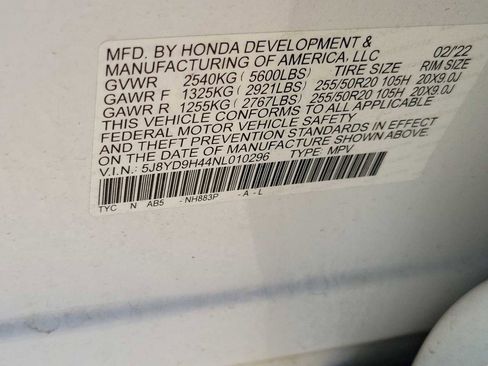 MFD. BY HONDA DEVELOPMENT &
MANUFACTURING OF AMERICA, LLC 02/22
GVWR 2540KG (5600LBS) TIRE SIZE RIM SIZE
GAWR F 1325KG (2921LBS) 255/50R20 105H 20X9.0J
GAWR R 1255KG (2767LBS) 255/50R20 105H 20X9.0J
THIS VEHICLE CONFORMS TO ALL APPLICABLE
FEDERAL MOTOR VEHICLE SAFETY, BUMPER,
AND THEFT PREVENTION STANDARDS IN EFFECT
ON THE DATE OF MANUFACTURE SHOWN ABOVE.
V.I.N.: 5J8YD9H44NL010296 TYPE: MPV
TYC N AB5 -NH883P -A -L